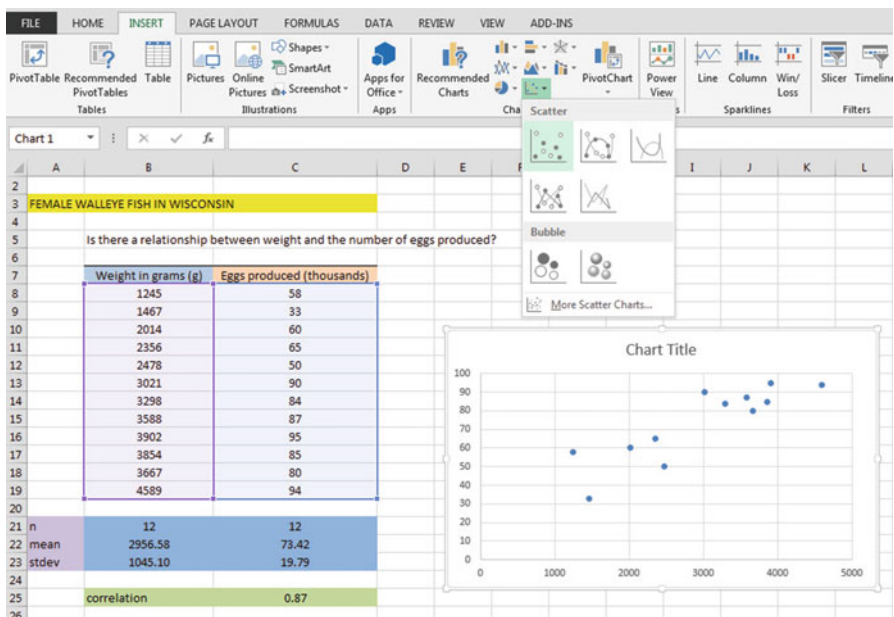 FILE HOME INSERT PAGE LAYOUT FORMULAS DATA REVIEW VIEW ADD-INS
PivotTable Recommended PivotTables Table
Tables
Pictures Online Pictures Shapes SmartArt Screenshot
Illustrations
Apps for Office
Apps
Recommended Charts
PivotChart
Power View
Line Column Win/Loss
Sparklines
Slicer Timeline
Filters
Scatter
Bubble
More Scatter Charts...
Chart 1 fx
A B C D E I J K L
2
3 FEMALE WALLEYE FISH IN WISCONSIN
4
5 Is there a relationship between weight and the number of eggs produced?
6
7 Weight in grams (g) Eggs produced (thousands)
8 1245 58
9 1467 33
10 2014 60
11 2356 65
12 2478 50
13 3021 90
14 3298 84
15 3588 87
16 3902 95
17 3854 85
18 3667 80
19 4589 94
20
21 n 12 12
22 mean 2956.58 73.42
23 stdev 1045.10 19.79
24
25 correlation 0.87
26
Chart Title
100
90
80
70
60
50
40
30
20
10
0
0 1000 2000 3000 4000 5000